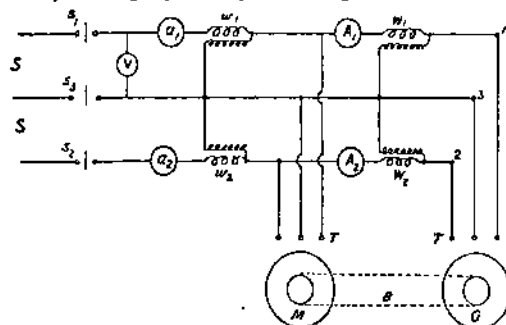 S₁ a₁ w₁ A₁ W₁ 1
V
S
S₃ 3
S
S₂ a₂ w₂ A₂ W₂ 2
T T
B
M G